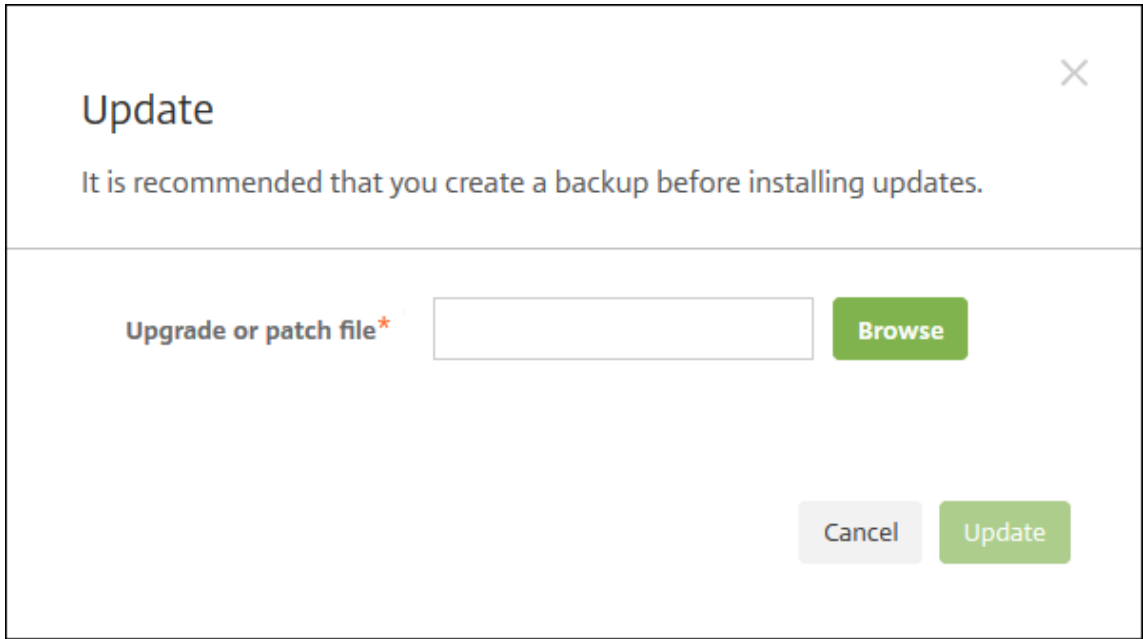 Update
It is recommended that you create a backup before installing updates.
Upgrade or patch file* Browse
Cancel Update